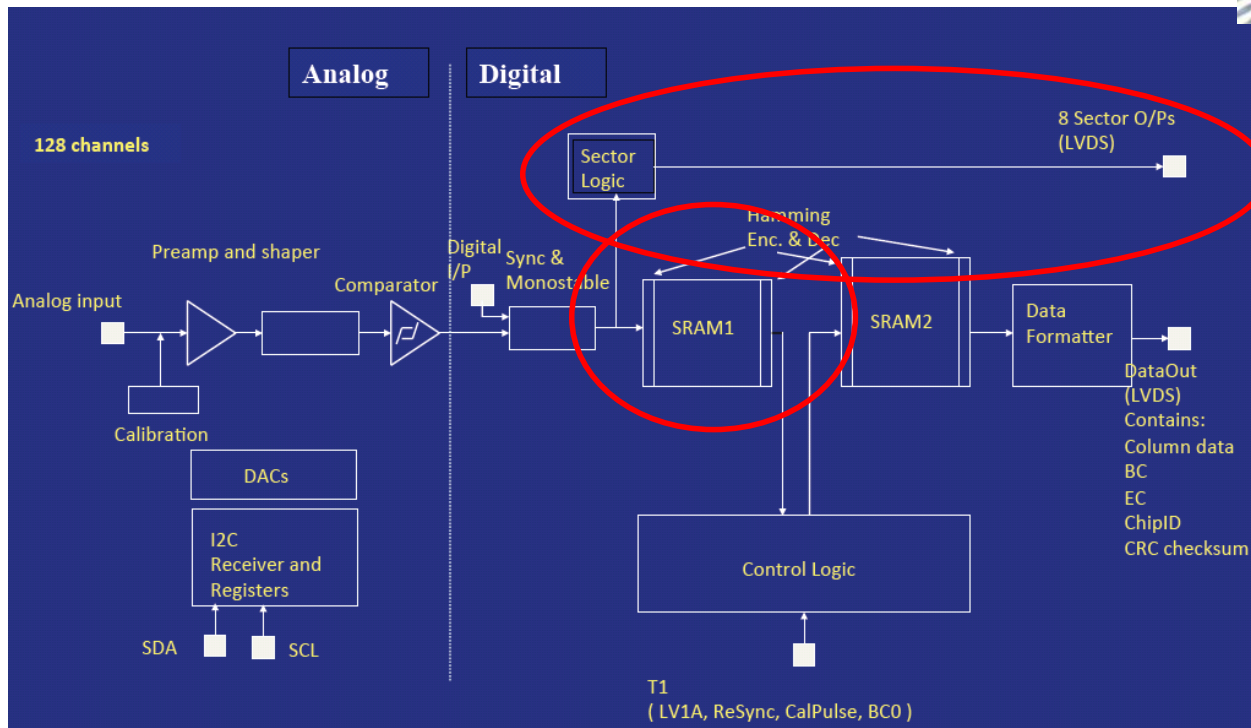 Analog
Digital
128 channels
8 Sector O/Ps
(LVDS)
Sector
Logic
Hamming
Enc. & Dec
Preamp and shaper
Digital
I/P
Sync &
Monostable
Comparator
Analog input
SRAM1
SRAM2
Data
Formatter
Calibration
DataOut
(LVDS)
Contains:
Column data
BC
EC
ChipID
CRC checksum
DACs
I2C
Receiver and
Registers
Control Logic
SDA
SCL
T1
( LV1A, ReSync, CalPulse, BC0 )